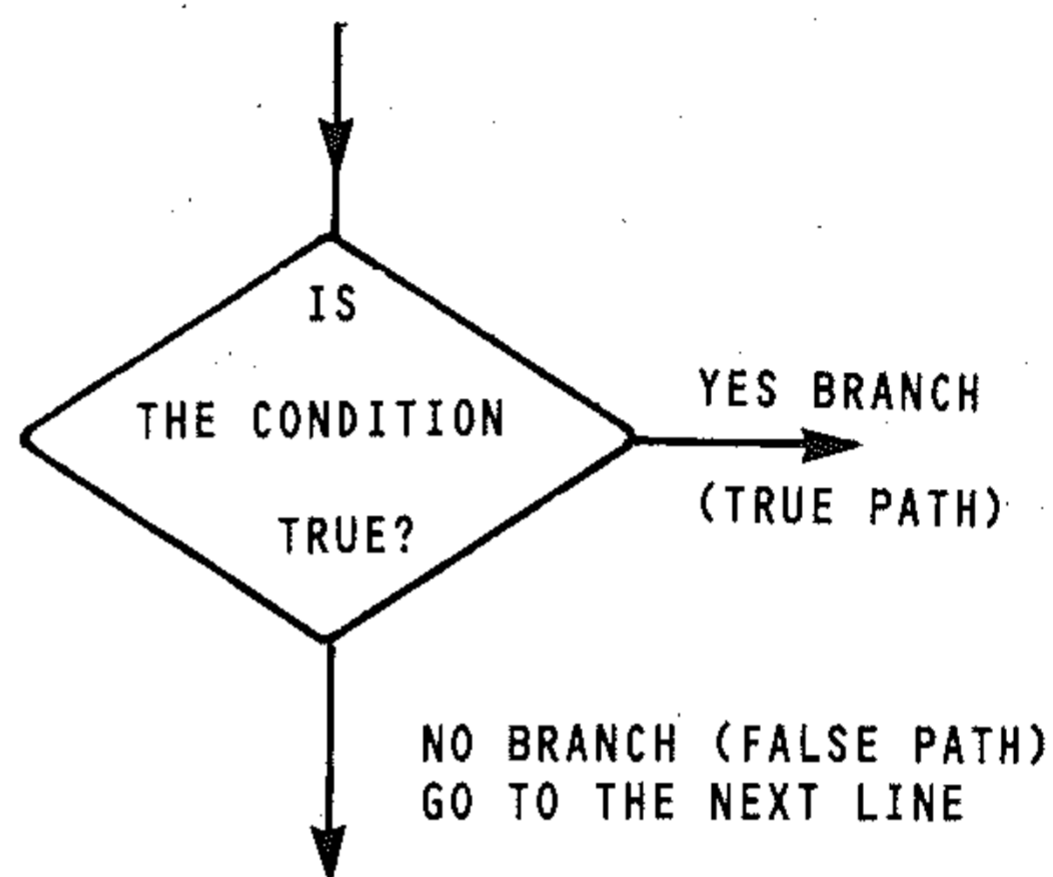 IS
THE CONDITION
TRUE?
YES BRANCH
(TRUE PATH)
NO BRANCH (FALSE PATH)
GO TO THE NEXT LINE